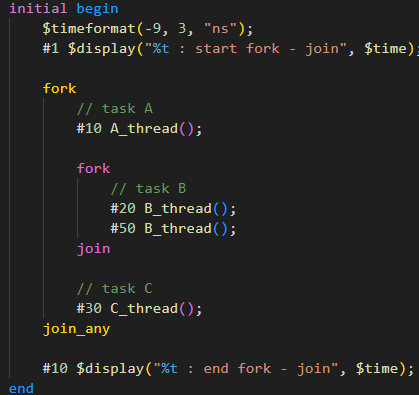 initial begin
    $timeformat(-9, 3, "ns");
    #1 $display("%t : start fork - join", $time);

    fork
        // task A
        #10 A_thread();

        fork
            // task B
            #20 B_thread();
            #50 B_thread();
        join

        // task C
        #30 C_thread();
    join_any

    #10 $display("%t : end fork - join", $time);
end